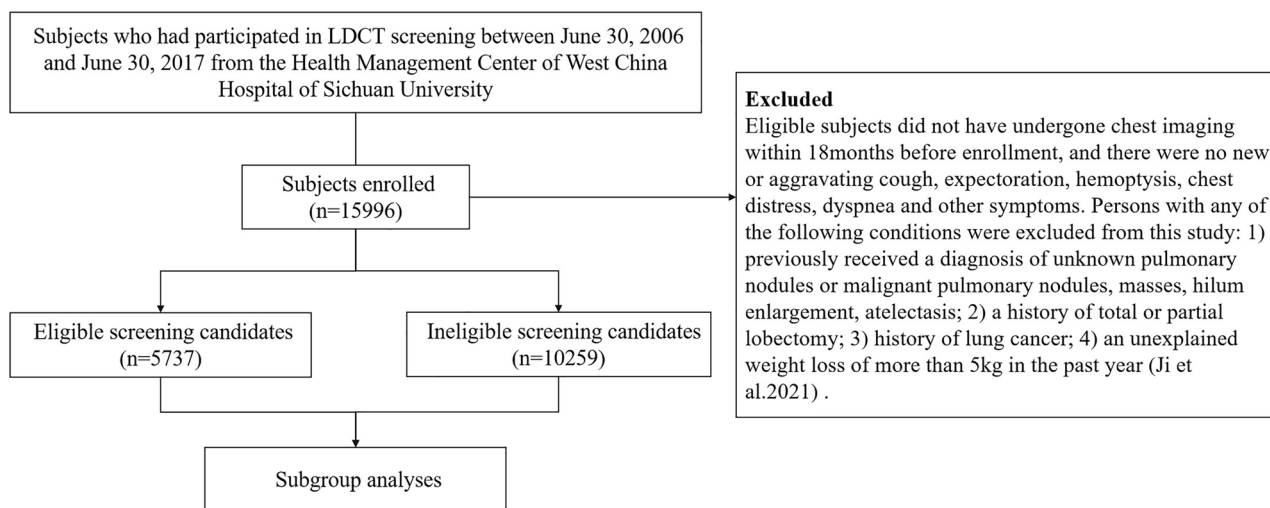 Subjects who had participated in LDCT screening between June 30, 2006
and June 30, 2017 from the Health Management Center of West China
Hospital of Sichuan University
Subjects enrolled
(n=15996)
Excluded
Eligible subjects did not have undergone chest imaging
within 18months before enrollment, and there were no new
or aggravating cough, expectoration, hemoptysis, chest
distress, dyspnea and other symptoms. Persons with any of
the following conditions were excluded from this study: 1)
previously received a diagnosis of unknown pulmonary
nodules or malignant pulmonary nodules, masses, hilum
enlargement, atelectasis; 2) a history of total or partial
lobectomy; 3) history of lung cancer; 4) an unexplained
weight loss of more than 5kg in the past year (Ji et
al.2021) .
Eligible screening candidates
(n=5737)
Ineligible screening candidates
(n=10259)
Subgroup analyses